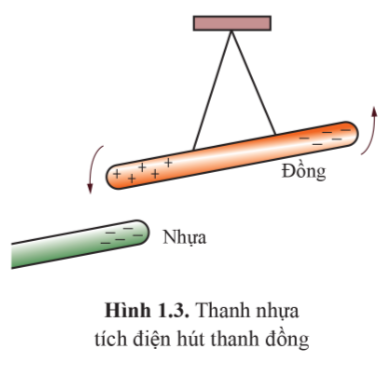 Đồng
Nhựa
Hình 1.3. Thanh nhựa
tích điện hút thanh đồng